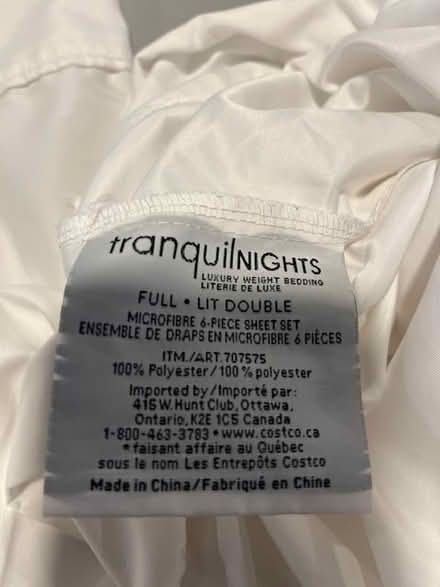 tranquilNIGHTS
LUXURY WEIGHT BEDDING
LITERIE DE LUXE
FULL • LIT DOUBLE
MICROFIBRE 6-PIECE SHEET SET
ENSEMBLE DE DRAPS EN MICROFIBRE 6 PIÈCES
ITM./ART. 707575
100% Polyester / 100% polyester
Imported by/Importé par:
415 W. Hunt Club, Ottawa,
Ontario, K2E 1C5 Canada
1-800-463-3783 • www.costco.ca
*faisant affaire au Québec
sous le nom Les Entrepôts Costco
Made in China/Fabriqué en Chine